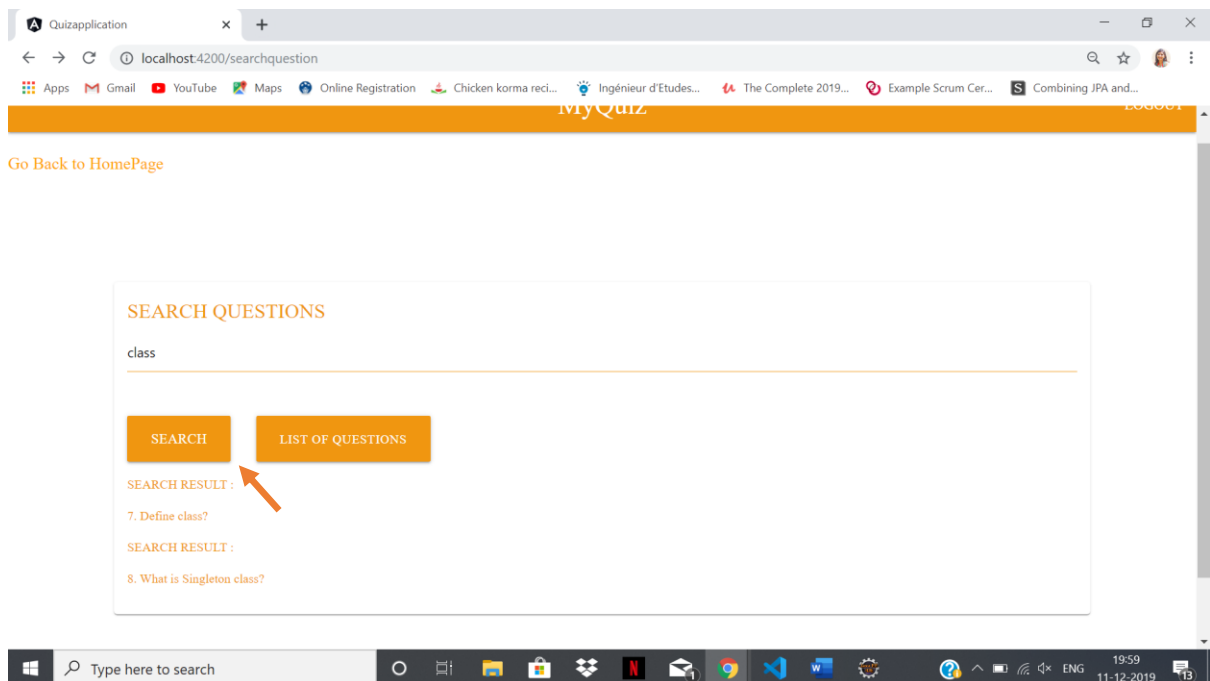 Quizapplication
localhost:4200/searchquestion
Apps Gmail YouTube Maps Online Registration Chicken korma reci... Ingénieur d'Etudes... The Complete 2019... Example Scrum Cer... Combining JPA and...
MyQuiz LOGOUT
Go Back to HomePage
SEARCH QUESTIONS
class
SEARCH LIST OF QUESTIONS
SEARCH RESULT :
7. Define class?
SEARCH RESULT :
8. What is Singleton class?
Type here to search ENG 19:59
11-12-2019 13